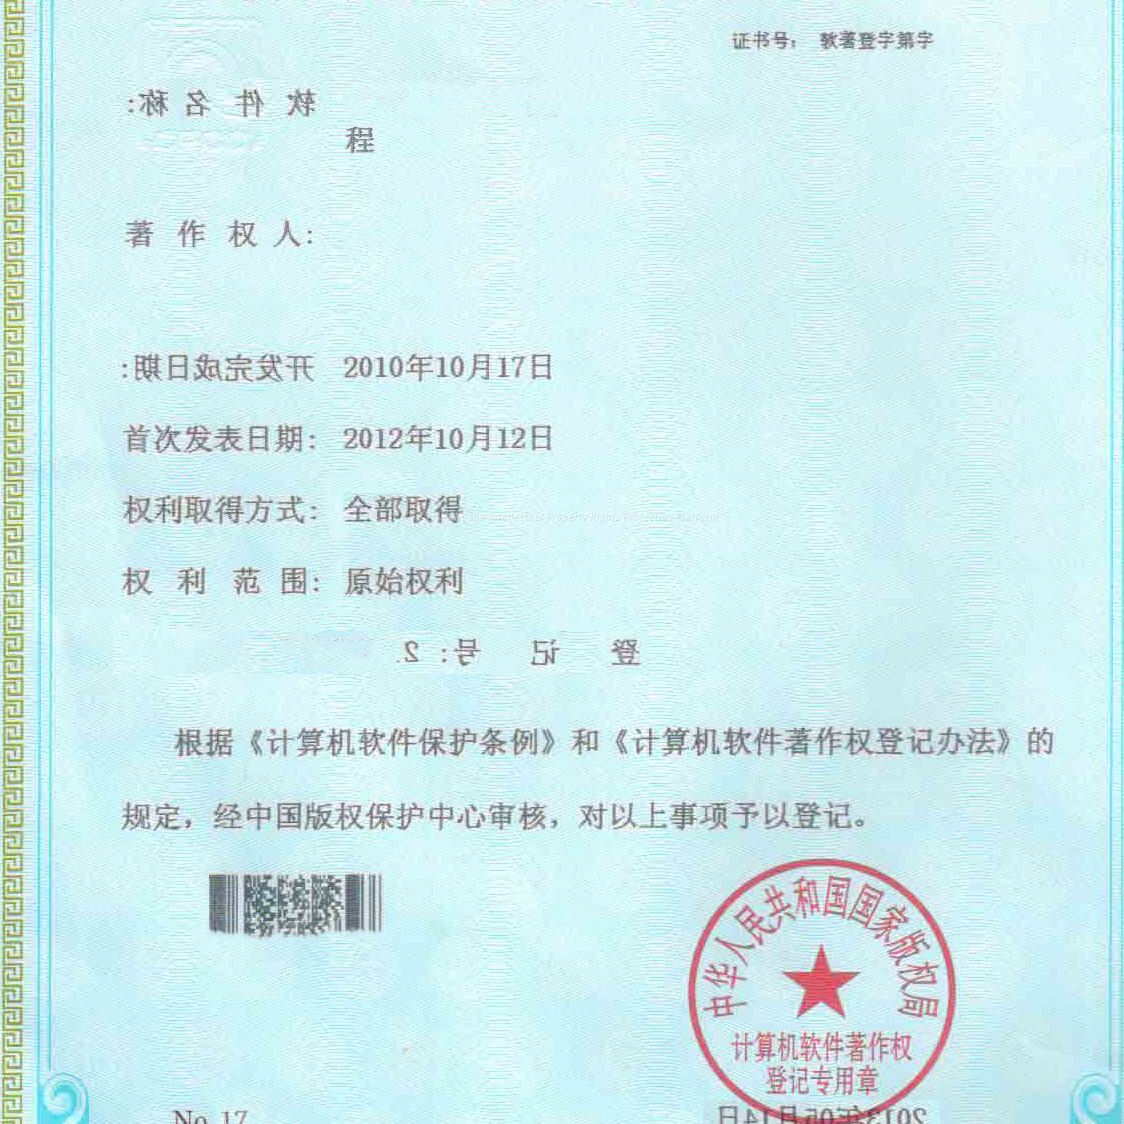 证书号： 软著登字第字
软件名称:
程
著作权人:
开发完成日期: 2010年10月17日
首次发表日期: 2012年10月12日
权利取得方式: 全部取得
Intellectual Property Rights Protection Platform
权利范围: 原始权利
登记号: 2.
根据《计算机软件保护条例》和《计算机软件著作权登记办法》的
规定，经中国版权保护中心审核，对以上事项予以登记。
中华人民共和国国家版权局
计算机软件著作权
登记专用章
No. 17
2013年05月14日